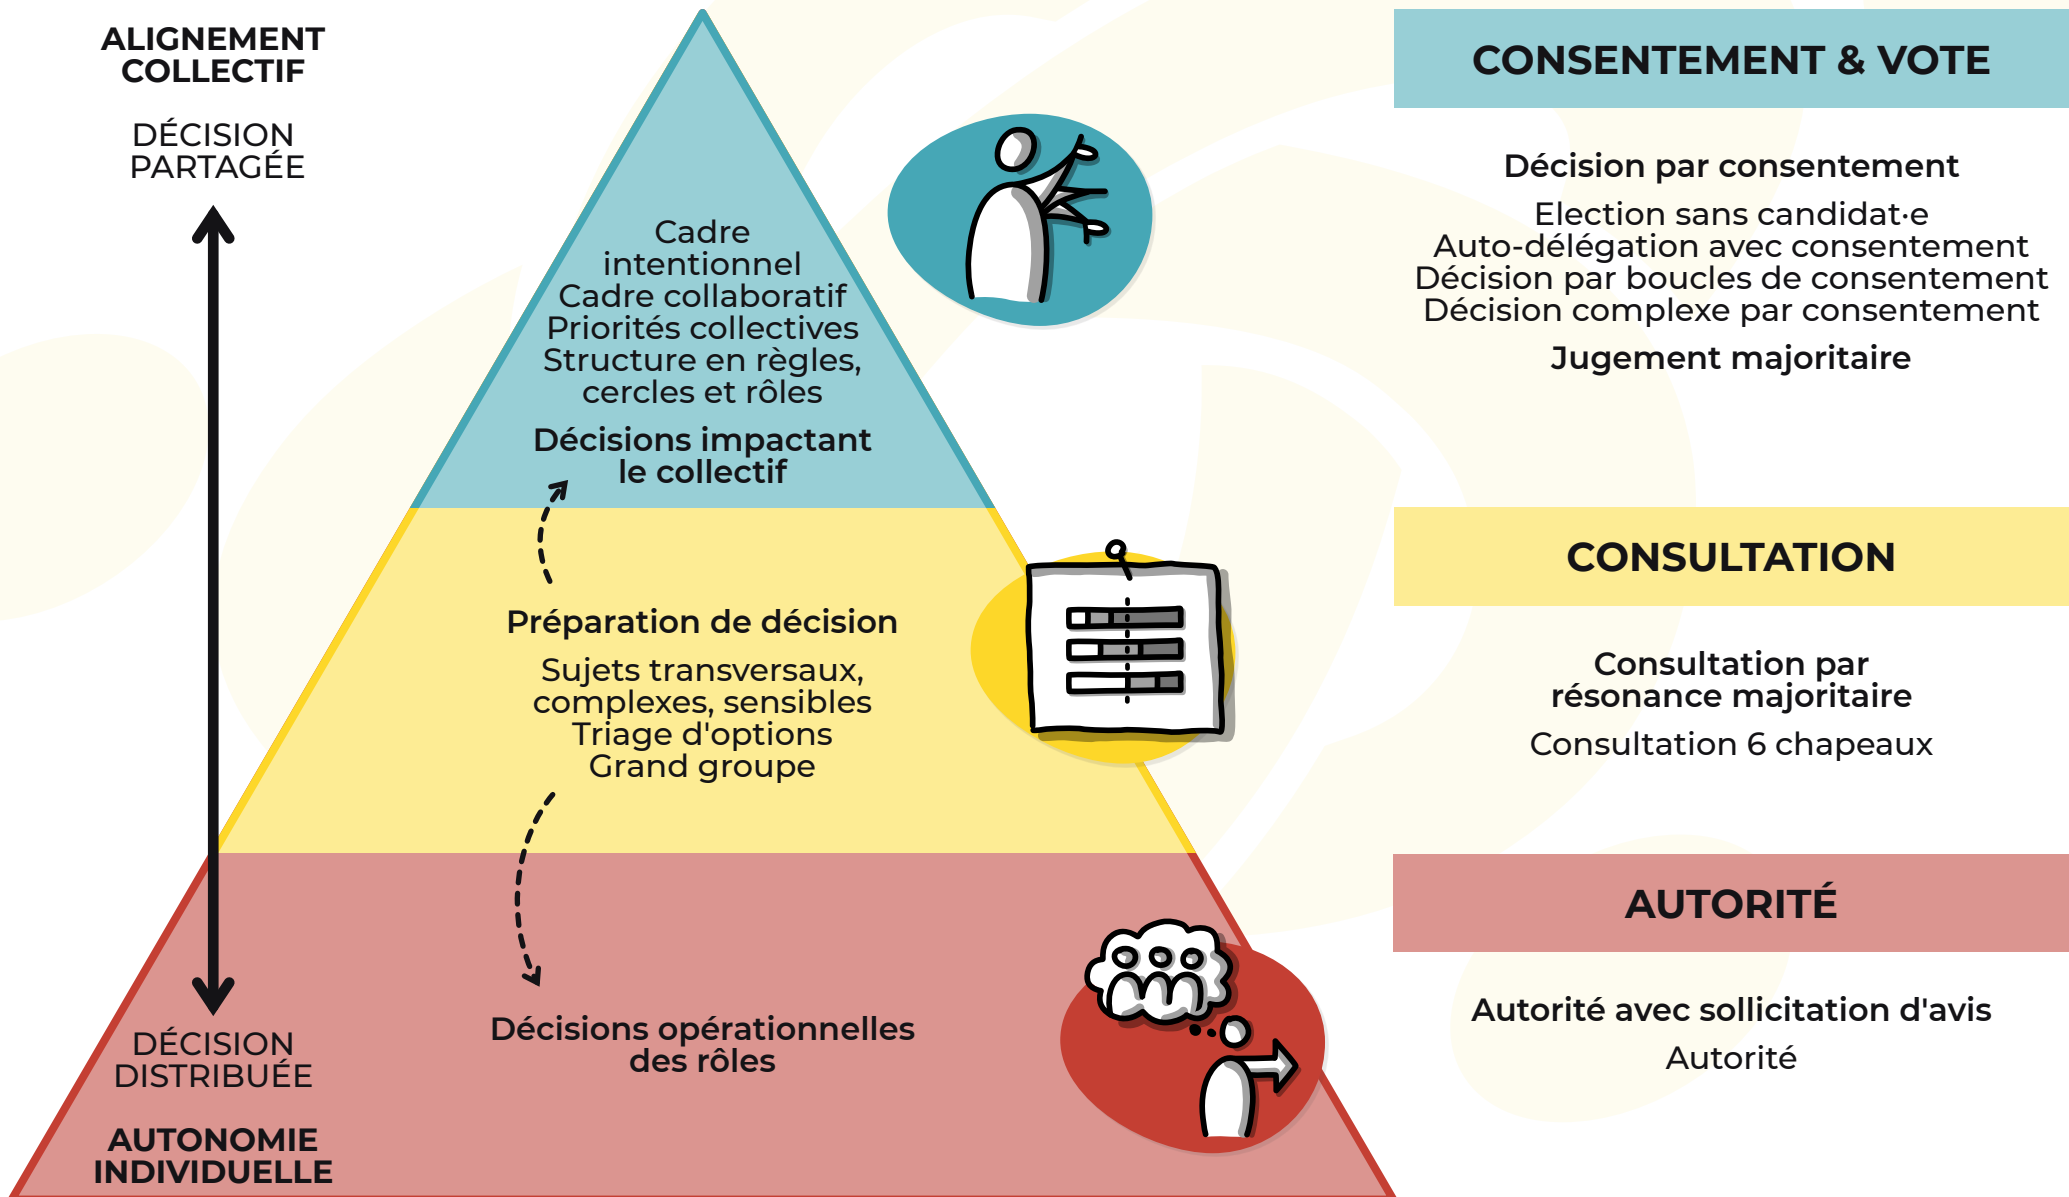 ALIGNEMENT
COLLECTIF
DÉCISION
PARTAGÉE
Cadre
intentionnel
Cadre collaboratif
Priorités collectives
Structure en règles,
cercles et rôles
Décisions impactant
le collectif
CONSENTEMENT & VOTE
Décision par consentement
Election sans candidat·e
Auto-délégation avec consentement
Décision par boucles de consentement
Décision complexe par consentement
Jugement majoritaire
Préparation de décision
Sujets transversaux,
complexes, sensibles
Triage d'options
Grand groupe
CONSULTATION
Consultation par
résonance majoritaire
Consultation 6 chapeaux
DÉCISION
DISTRIBUÉE
AUTONOMIE
INDIVIDUELLE
Décisions opérationnelles
des rôles
AUTORITÉ
Autorité avec sollicitation d'avis
Autorité